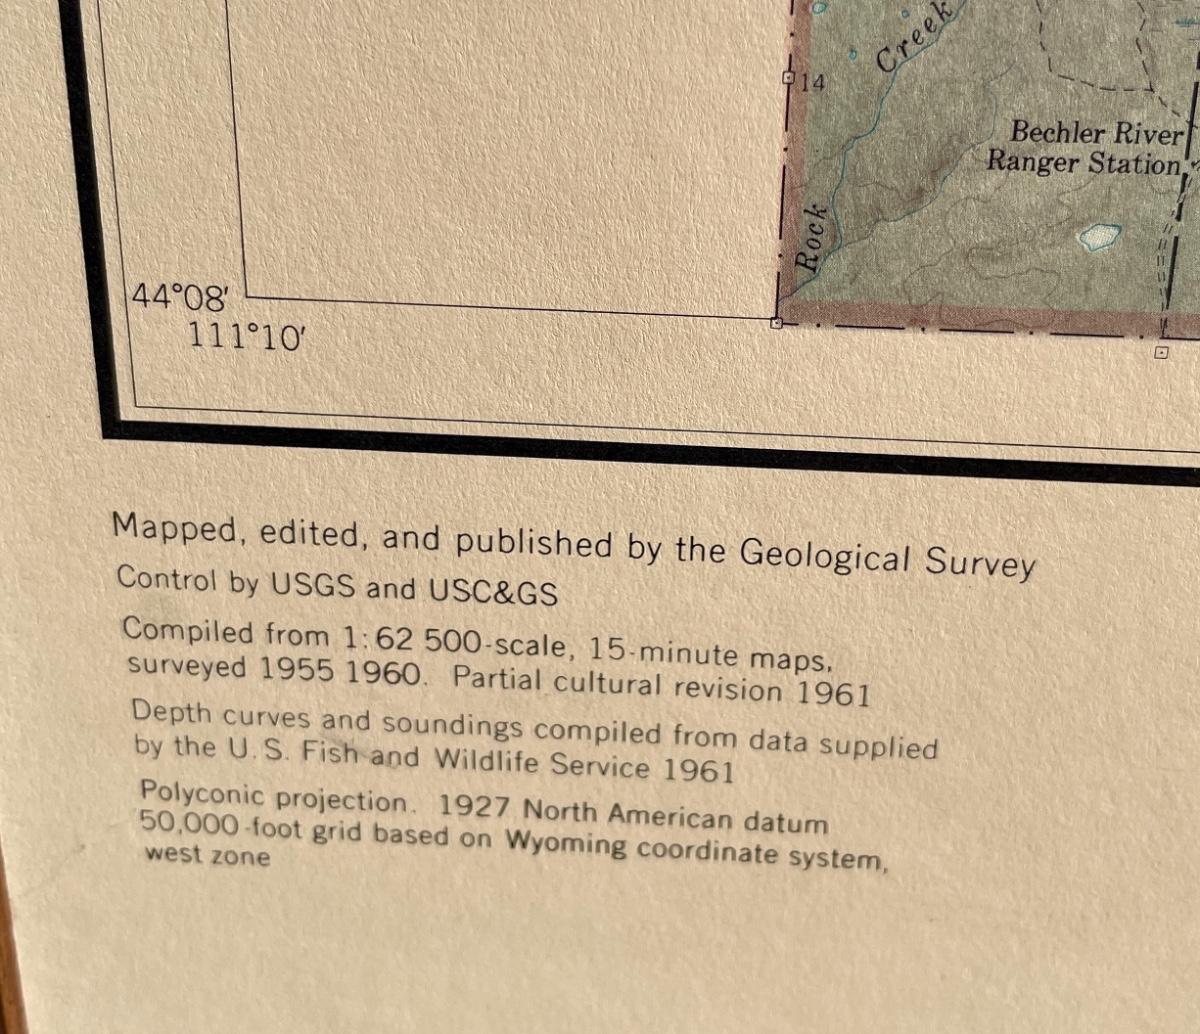 Creek
14
Bechler River
Ranger Station
Rock
44°08'
111°10'
Mapped, edited, and published by the Geological Survey
Control by USGS and USC&GS
Compiled from 1:62 500-scale, 15-minute maps,
surveyed 1955 1960. Partial cultural revision 1961
Depth curves and soundings compiled from data supplied
by the U.S. Fish and Wildlife Service 1961
Polyconic projection. 1927 North American datum
50,000-foot grid based on Wyoming coordinate system,
west zone